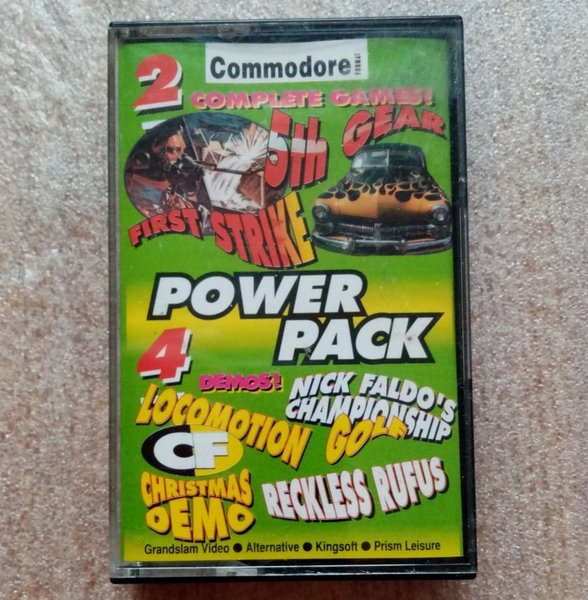 Commodore FORMAT
2 COMPLETE GAMES!
5th GEAR
FIRST STRIKE
POWER PACK
4 DEMOS!
NICK FALDO'S CHAMPIONSHIP GOLF
LOCOMOTION
CF CHRISTMAS DEMO
RECKLESS RUFUS
Grandslam Video ● Alternative ● Kingsoft ● Prism Leisure